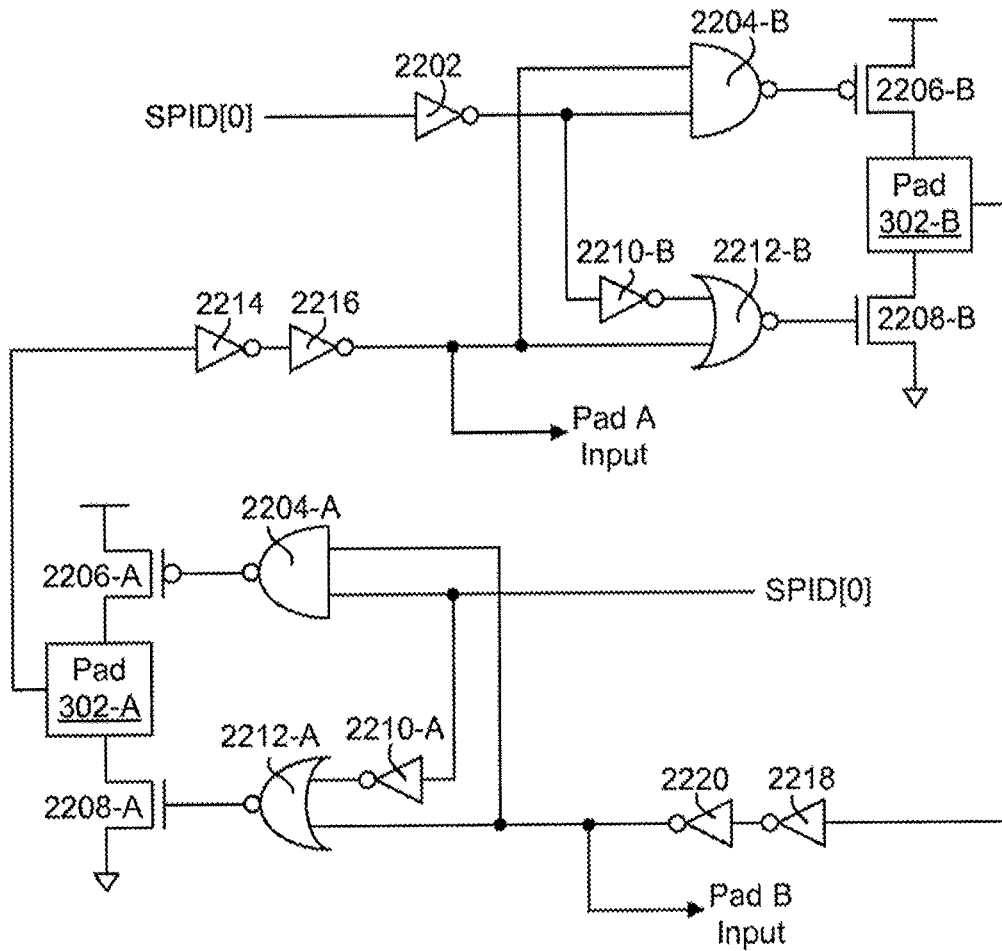 2204-B
2202
SPID[0]
2206-B
Pad
302-B
2210-B
2212-B
2214
2216
2208-B
Pad A
Input
2204-A
2206-A
SPID[0]
Pad
302-A
2212-A
2210-A
2208-A
2220
2218
Pad B
Input